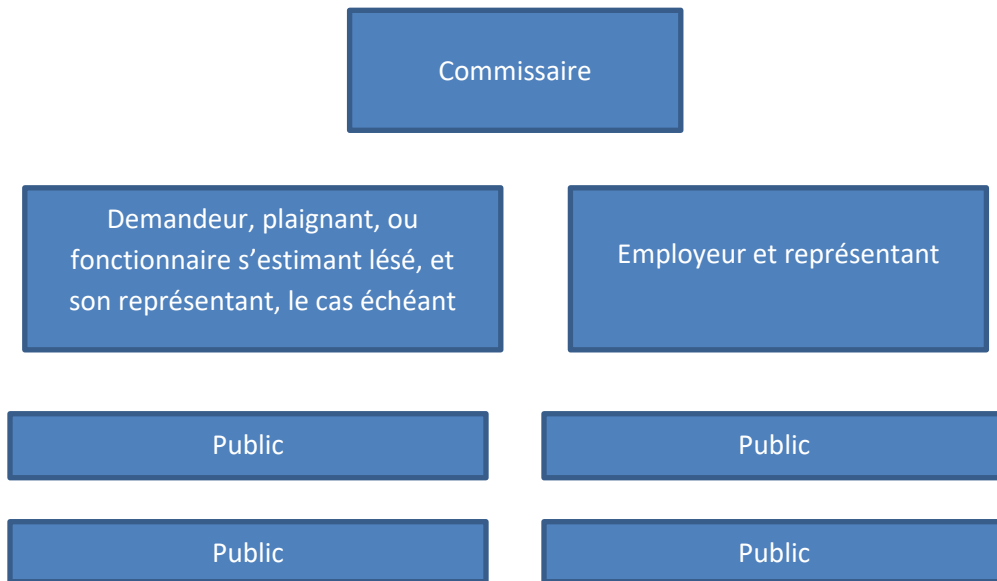 Commissaire
Demandeur, plaignant, ou
fonctionnaire s’estimant lésé, et
son représentant, le cas échéant
Employeur et représentant
Public
Public
Public
Public